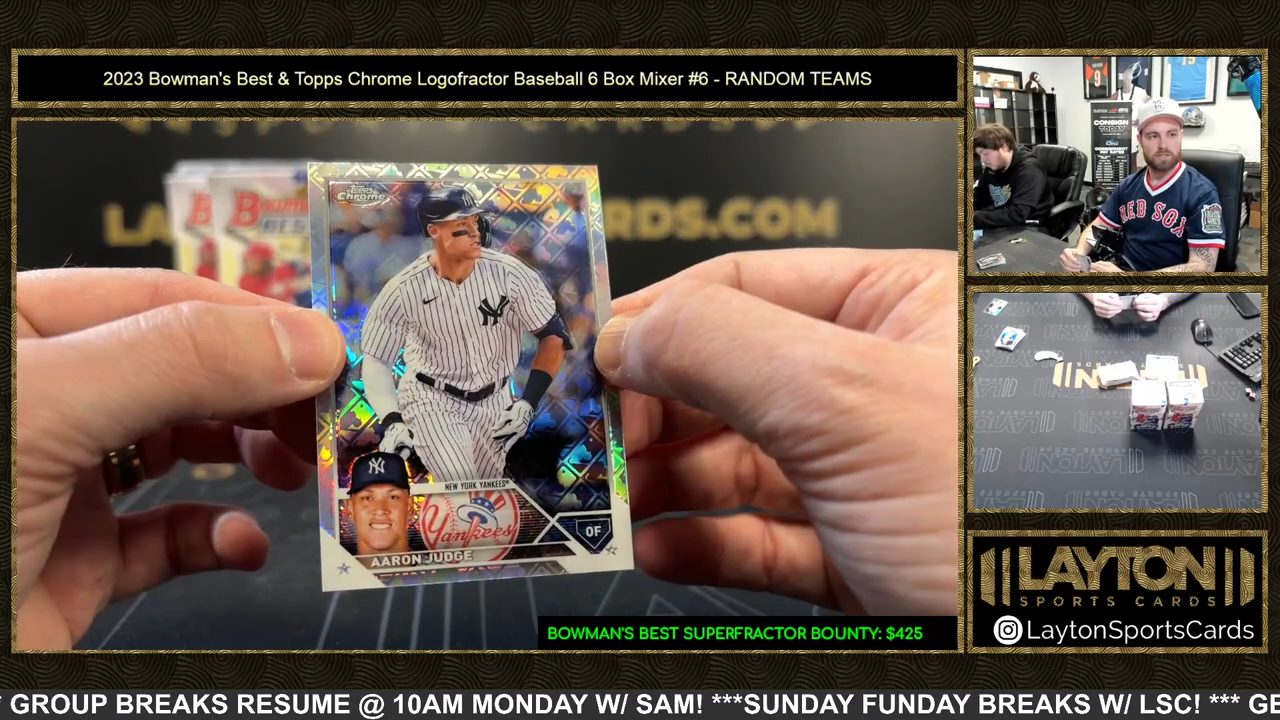 2023 Bowman's Best & Topps Chrome Logofractor Baseball 6 Box Mixer #6 - RANDOM TEAMS
TOPPS
Chrome
NEW YORK YANKEES®
Yankees
OF
AARON JUDGE
BOWMAN'S BEST SUPERFRACTOR BOUNTY: $425
CONSIGN
TODAY
RED SOX
LAYTON
SPORTS CARDS
LaytonSportsCards
* GROUP BREAKS RESUME @ 10AM MONDAY W/ SAM! ***SUNDAY FUNDAY BREAKS W/ LSC! *** GE